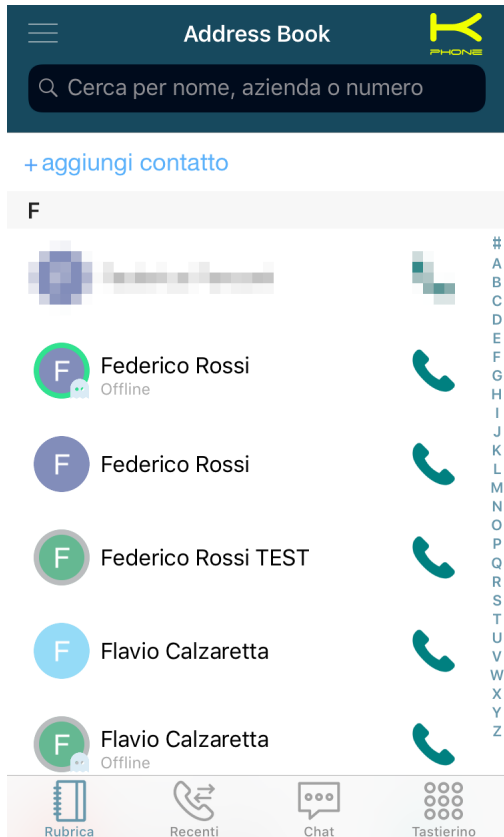 Address Book
K
PHONE
Cerca per nome, azienda o numero
+ aggiungi contatto
F
F
Federico Rossi
Offline
F
Federico Rossi
F
Federico Rossi TEST
F
Flavio Calzaretta
F
Flavio Calzaretta
Offline
#
A
B
C
D
E
F
G
H
I
J
K
L
M
N
O
P
Q
R
S
T
U
V
W
X
Y
Z
Rubrica
Recenti
Chat
Tastierino